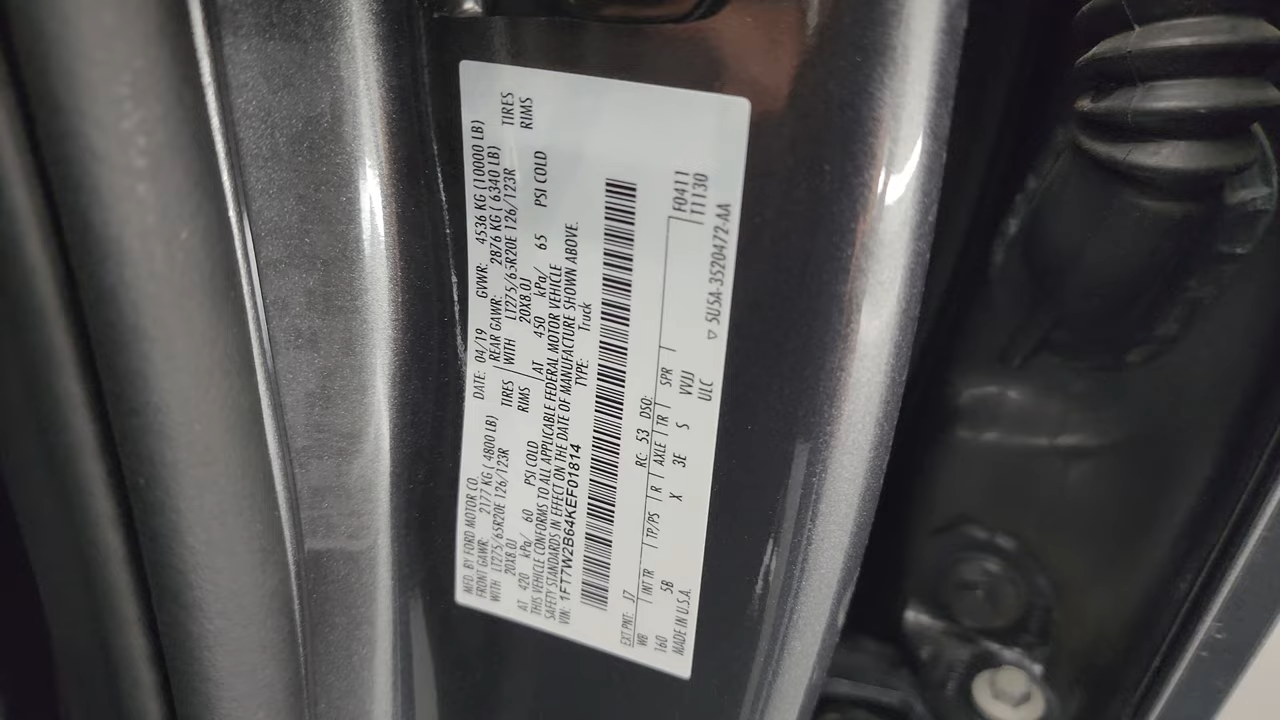 MFD. BY FORD MOTOR CO.
DATE: 04/19 GVWR: 4536 KG (10000 LB)
FRONT GAWR: 2177 KG ( 4800 LB) REAR GAWR: 2876 KG ( 6340 LB)
WITH LT275/65R20E 126/123R TIRES WITH LT275/65R20E 126/123R TIRES
20X8.0J RIMS 20X8.0J RIMS
AT 420 kPa/ 60 PSI COLD AT 450 kPa/ 65 PSI COLD
THIS VEHICLE CONFORMS TO ALL APPLICABLE FEDERAL MOTOR VEHICLE
SAFETY STANDARDS IN EFFECT ON THE DATE OF MANUFACTURE SHOWN ABOVE.
VIN: 1FT7W2B64KEF01814 TYPE: Truck
EXT PNT: J7 RC: 53 DSO: F0411
WB INT TR TP/PS R AXLE TR SPR T1130
160 5B X 3E S VVJJ
MADE IN U.S.A. ULC
▽ 5U5A-3520472-AA